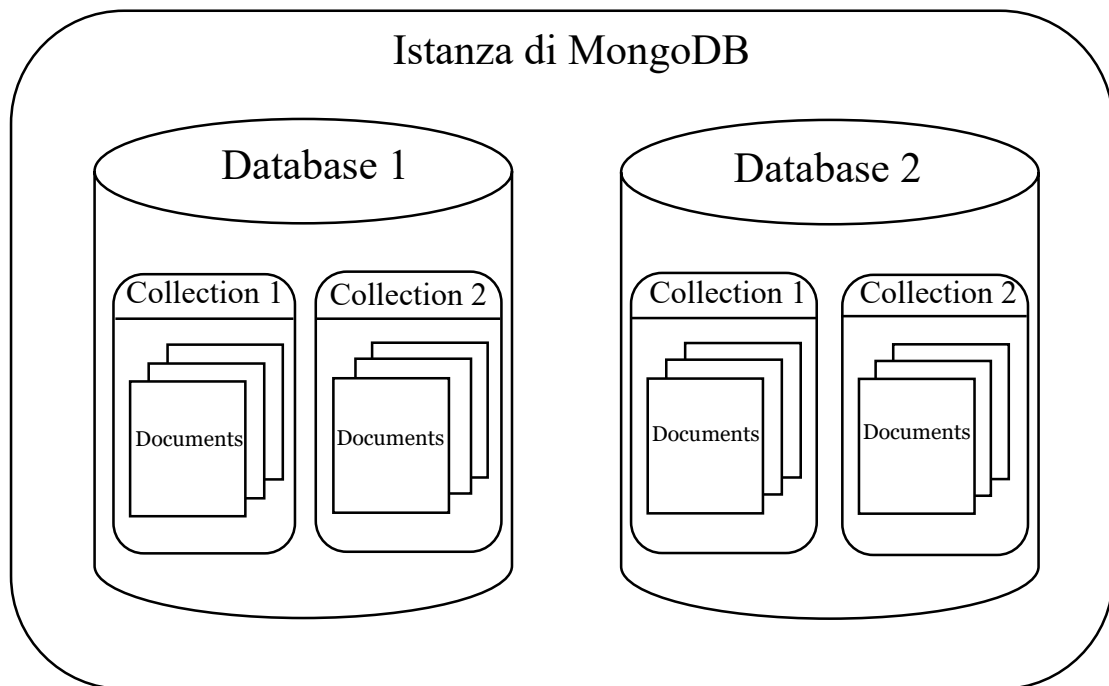 Istanza di MongoDB
Database 1
Database 2
Collection 1
Collection 2
Collection 1
Collection 2
Documents
Documents
Documents
Documents